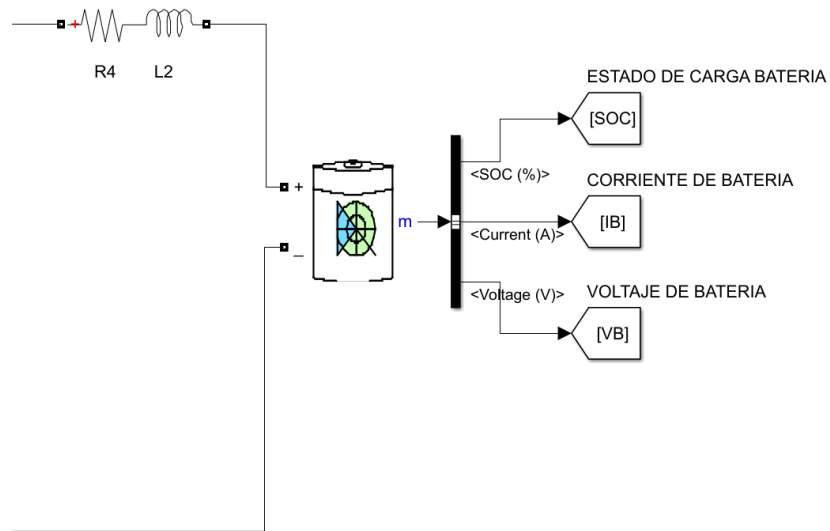 R4 L2
ESTADO DE CARGA BATERIA
[SOC]
<SOC (%)>
CORRIENTE DE BATERIA
+
m
[IB]
<Current (A)>
_
<Voltage (V)>
VOLTAJE DE BATERIA
[VB]